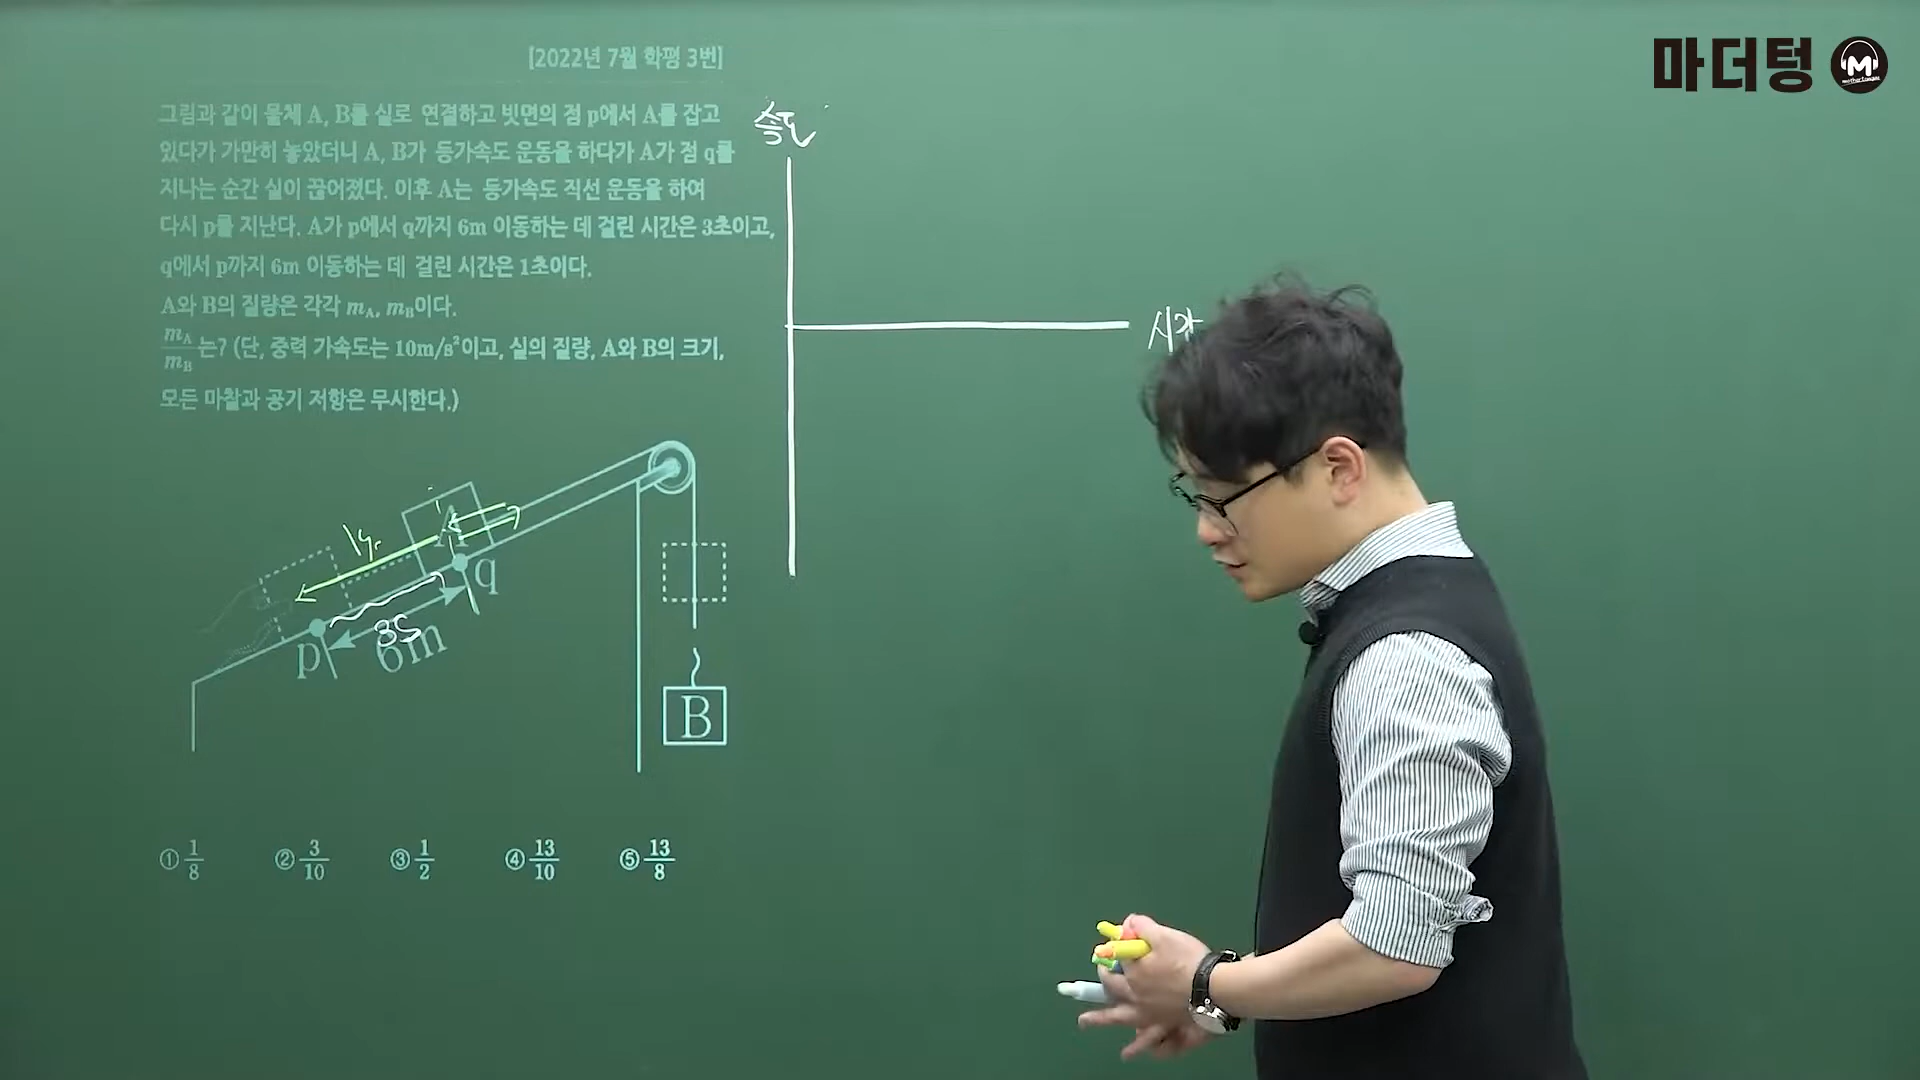 마더텅
[2022년 7월 학평 3번]
그림과 같이 물체 A, B를 실로 연결하고 빗면의 점 p에서 A를 잡고
있다가 가만히 놓았더니 A, B가 등가속도 운동을 하다가 A가 점 q를
지나는 순간 실이 끊어졌다. 이후 A는 등가속도 직선 운동을 하여
다시 p를 지난다. A가 p에서 q까지 6m 이동하는 데 걸린 시간은 3초이고,
q에서 p까지 6m 이동하는 데 걸린 시간은 1초이다.
A와 B의 질량은 각각 mA, mB이다.
mA/mB는? (단, 중력 가속도는 10m/s²이고, 실의 질량, A와 B의 크기,
모든 마찰과 공기 저항은 무시한다.)
속도
시간
A
q
3S
p
6m
B
① 1/8 ② 3/10 ③ 1/2 ④ 13/10 ⑤ 13/8